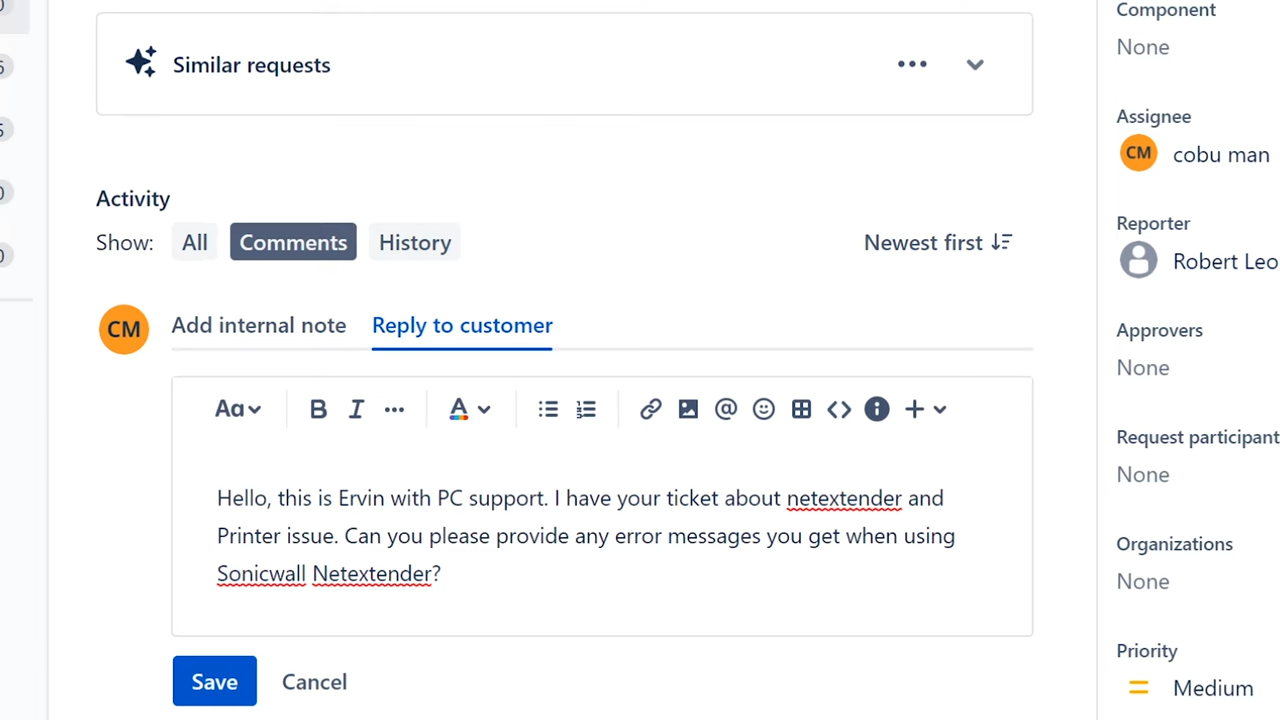 Similar requests
Activity
Show: All Comments History Newest first
CM Add internal note Reply to customer
Aa B I A
Hello, this is Ervin with PC support. I have your ticket about netextender and
Printer issue. Can you please provide any error messages you get when using
Sonicwall Netextender?
Save Cancel
Component
None
Assignee
CM cobu man
Reporter
Robert Leo
Approvers
None
Request participant
None
Organizations
None
Priority
Medium